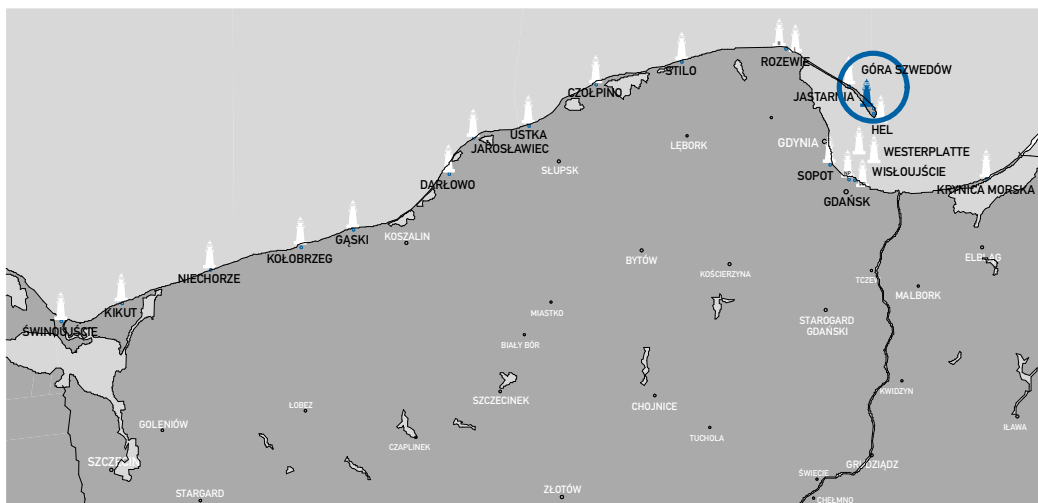 ROZEWIE
GÓRA SZWEDÓW
STILO
JASTARNIA
CZOŁPINO
HEL
USTKA
GDYNIA
LĘBORK
JAROSŁAWIEC
WESTERPLATTE
SŁUPSK
SOPOT
WISŁOUJŚCIE
NP
DARŁOWO
KRYNICA MORSKA
GDAŃSK
GĄSKI
KOSZALIN
KOŁOBRZEG
BYTÓW
ELBLĄG
KOŚCIERZYNA
NIECHORZE
TCZEW
MALBORK
MIASTKO
KIKUT
STAROGARD
GDAŃSKI
ŚWINOUJŚCIE
BIAŁY BÓR
KWIDZYN
SZCZECINEK
CHOJNICE
ŁOBEZ
GOLENIÓW
IŁAWA
TUCHOLA
CZAPLINEK
SZCZECIN
GRUDZIĄDZ
ŚWIECIE
STARGARD
ZŁOTÓW
CHEŁMNO